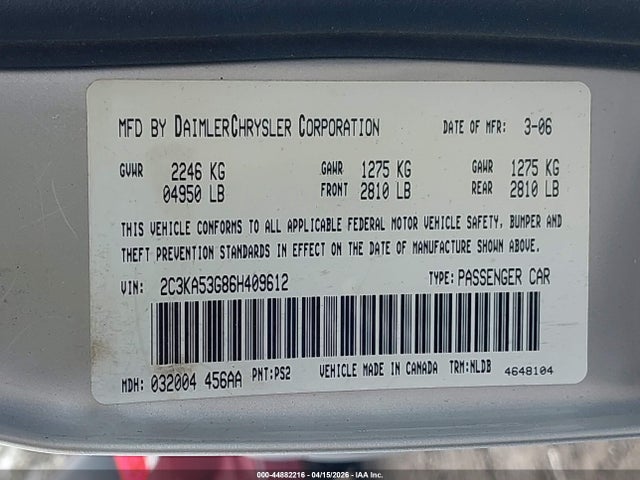 MFD BY DAIMLERCHRYSLER CORPORATION DATE OF MFR: 3-06
GVWR 2246 KG GAWR 1275 KG GAWR 1275 KG
04950 LB FRONT 2810 LB REAR 2810 LB
THIS VEHICLE CONFORMS TO ALL APPLICABLE FEDERAL MOTOR VEHICLE SAFETY, BUMPER AND
THEFT PREVENTION STANDARDS IN EFFECT ON THE DATE OF MANUFACTURE SHOWN ABOVE.
VIN: 2C3KA53G86H409612 TYPE: PASSENGER CAR
MDH: 032004 456AA PNT:PS2 VEHICLE MADE IN CANADA TRM:NLDB 4648104
000-44882216 - 04/15/2026 - IAA Inc.